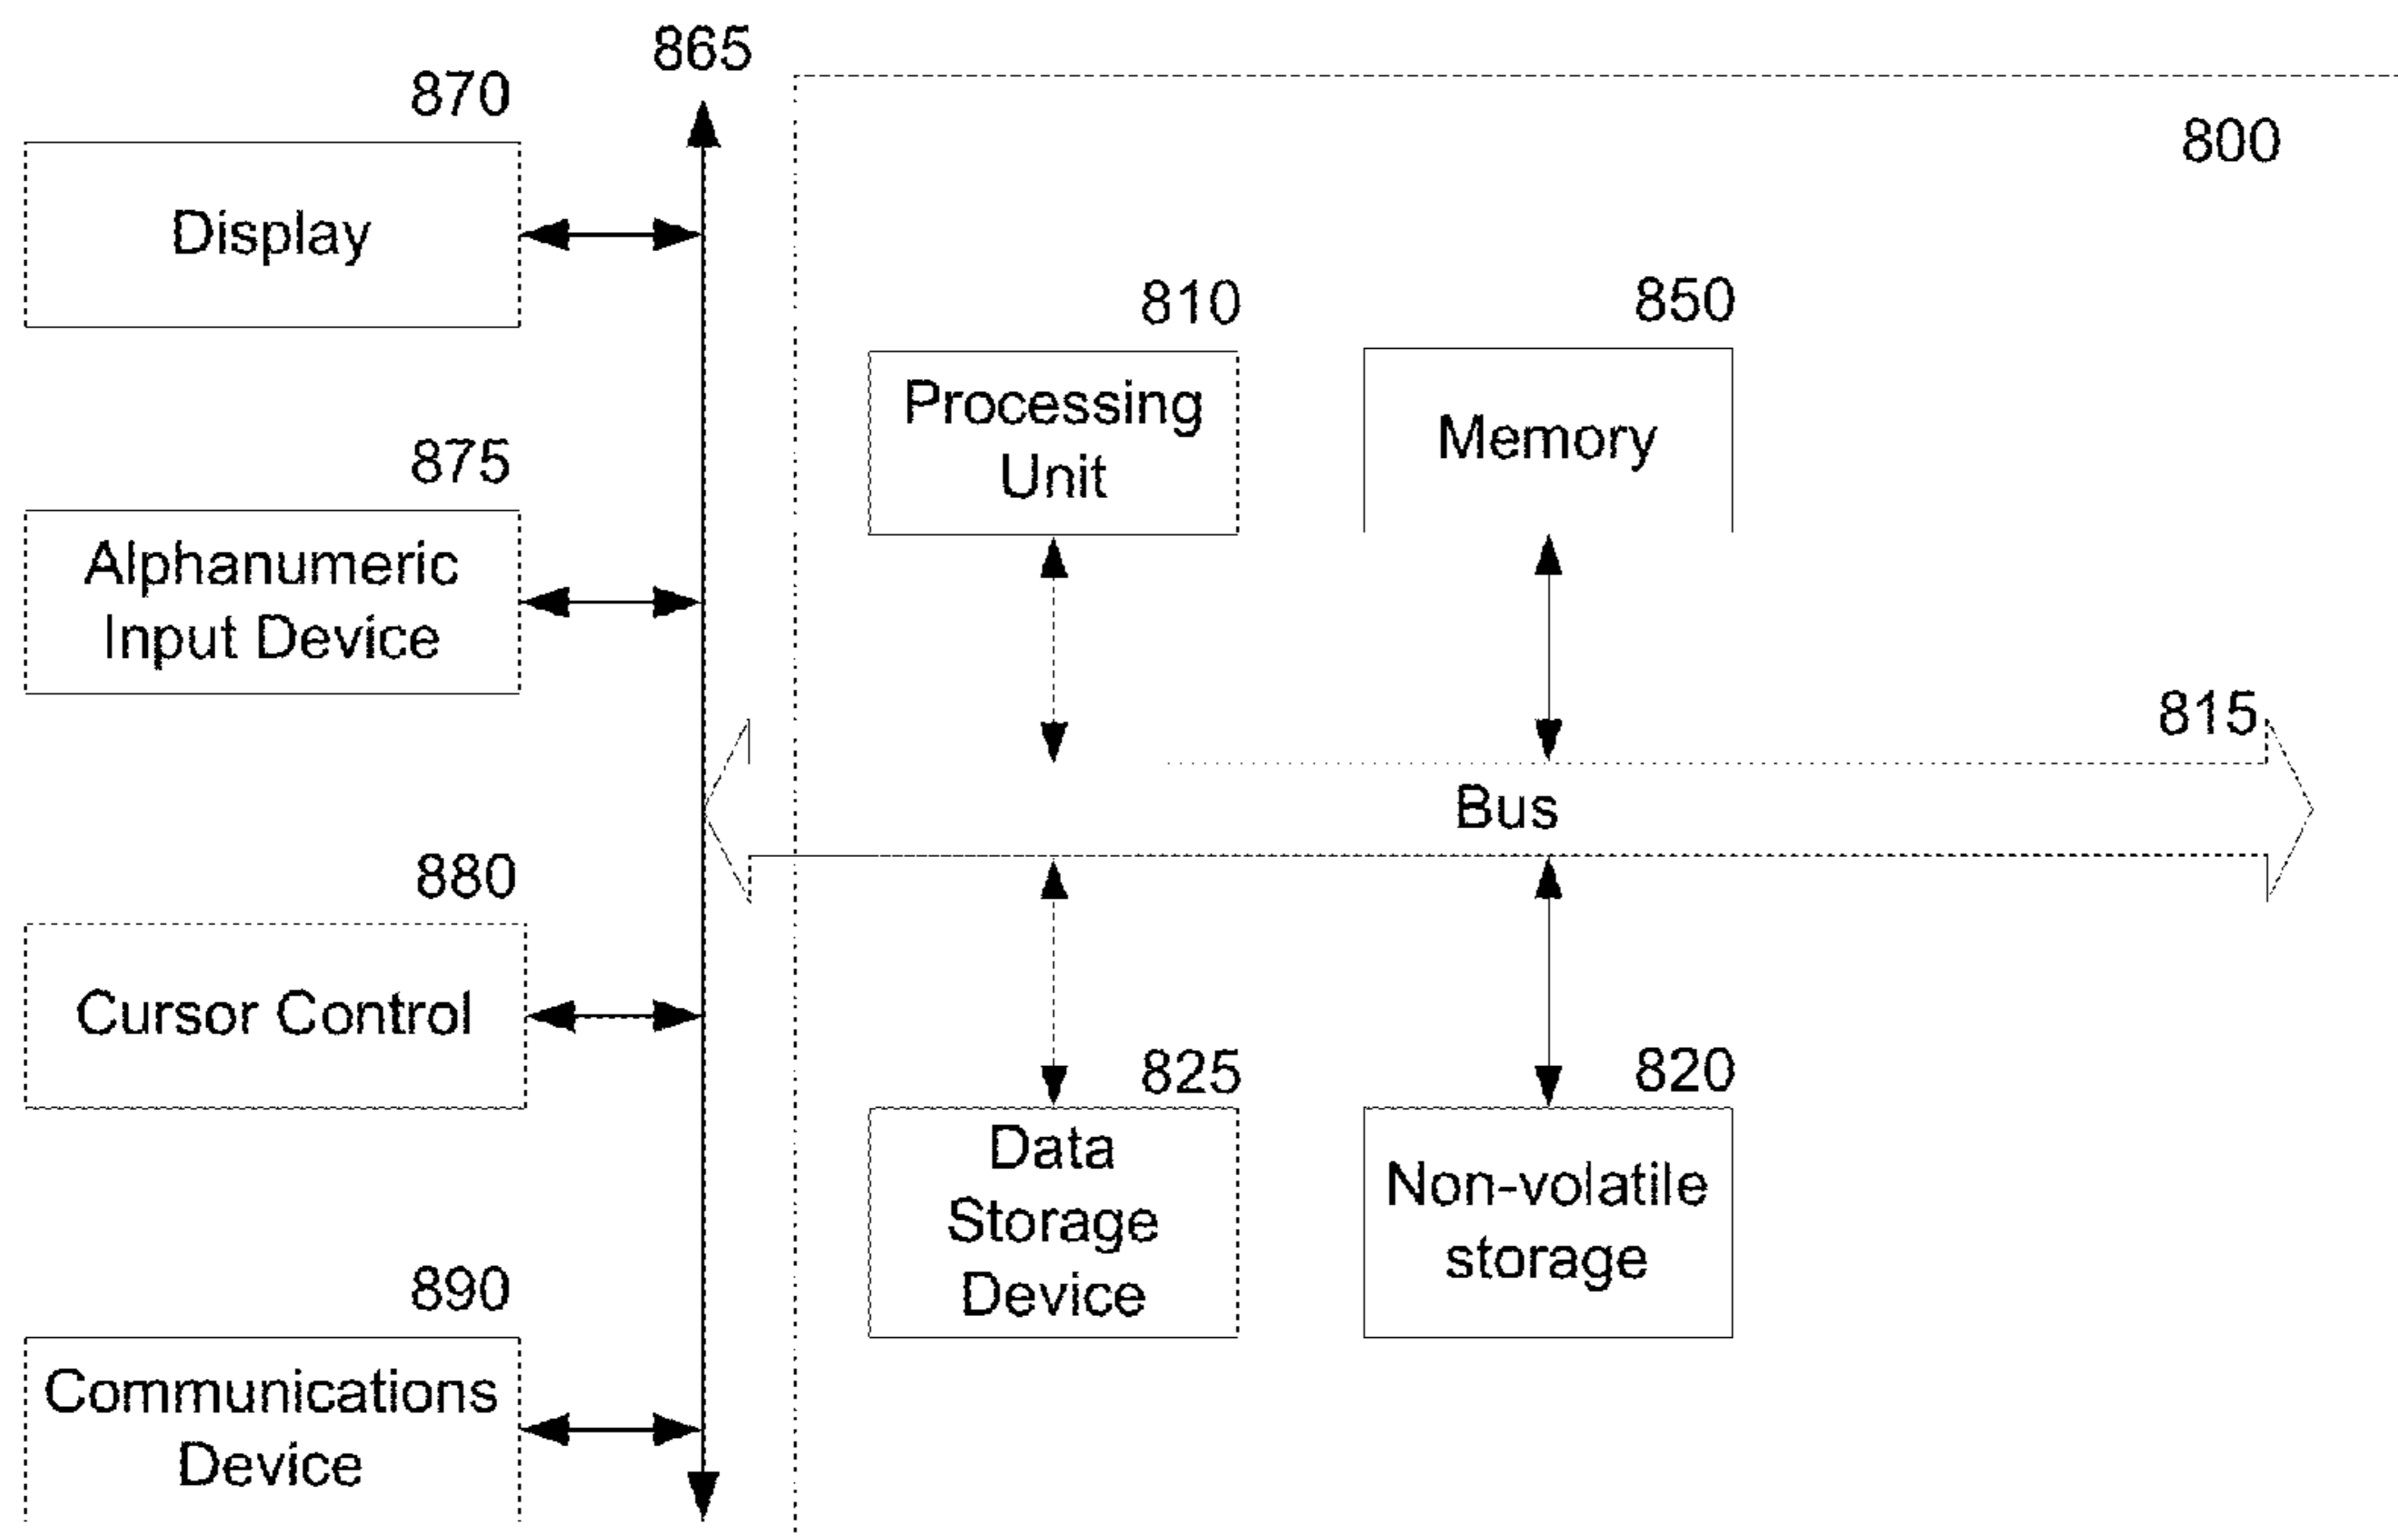 865
870
800
Display
810
850
Processing
Unit
Memory
875
Alphanumeric
Input Device
815
Bus
880
Cursor Control
825
820
Data
Storage
Device
Non-volatile
storage
890
Communications
Device